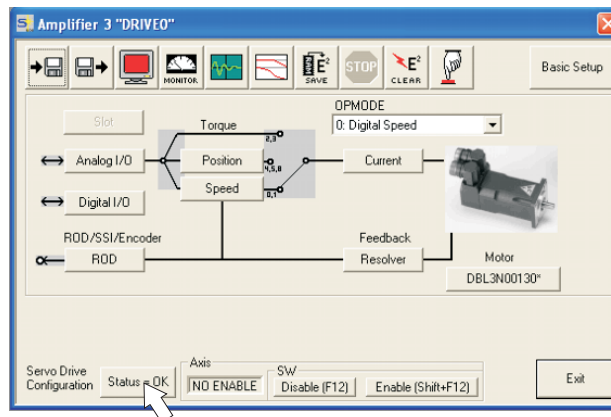 Amplifier 3 "DRIVE0"
MONITOR
E²
SAVE
STOP
E²
CLEAR
Basic Setup
OPMODE
0: Digital Speed
Slot
Torque
2,3
Analog I/O
Position
4,5,8
Current
Speed
0,1
Digital I/O
ROD/SSI/Encoder
Feedback
ROD
Resolver
Motor
DBL3N00130*
Servo Drive
Configuration
Status = OK
Axis
NO ENABLE
SW
Disable (F12)
Enable (Shift+F12)
Exit